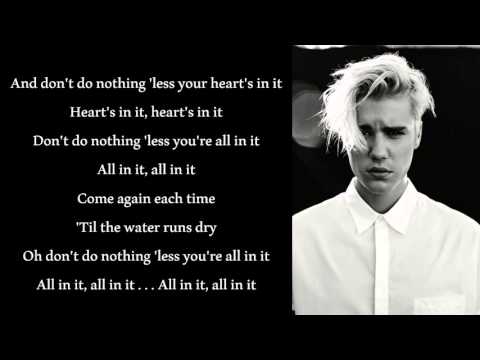 And don't do nothing 'less your heart's in it
Heart's in it, heart's in it
Don't do nothing 'less you're all in it
All in it, all in it
Come again each time
'Til the water runs dry
Oh don't do nothing 'less you're all in it
All in it, all in it . . . All in it, all in it